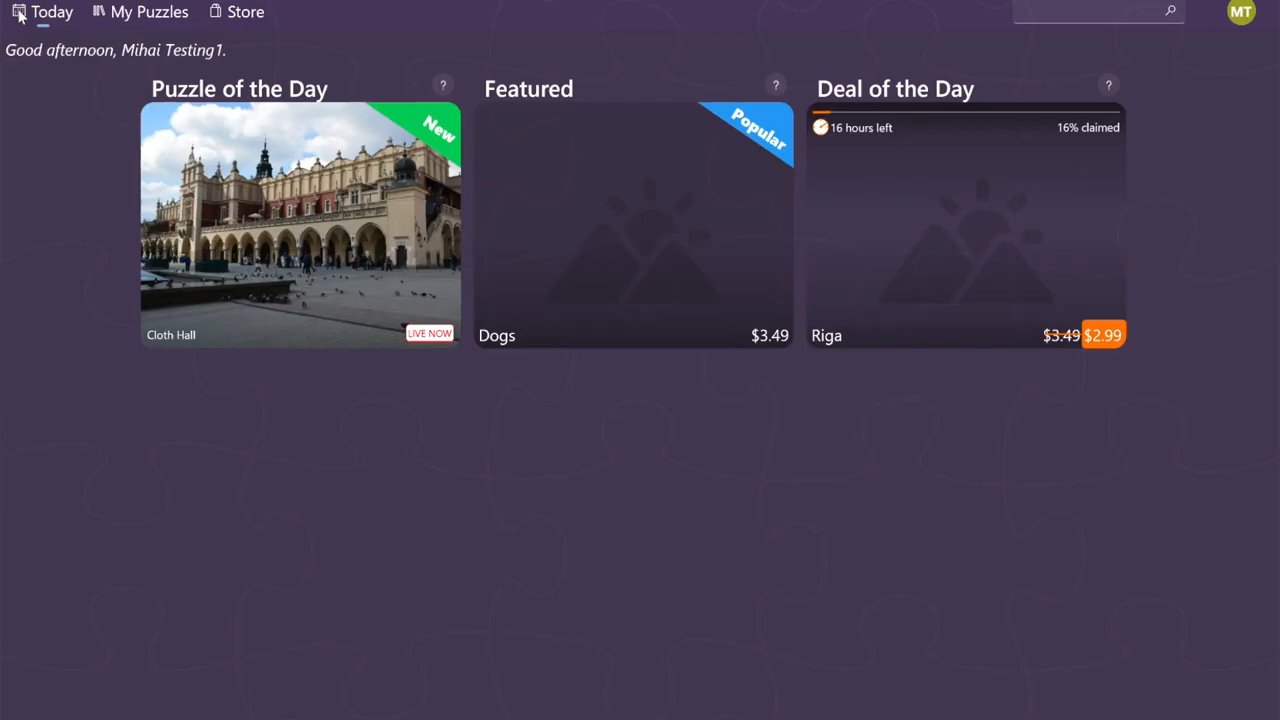 Today My Puzzles Store MT
Good afternoon, Mihai Testing1.
Puzzle of the Day ? Featured ? Deal of the Day ?
New Popular 16 hours left 16% claimed
Cloth Hall LIVE NOW Dogs $3.49 Riga $3.49 $2.99